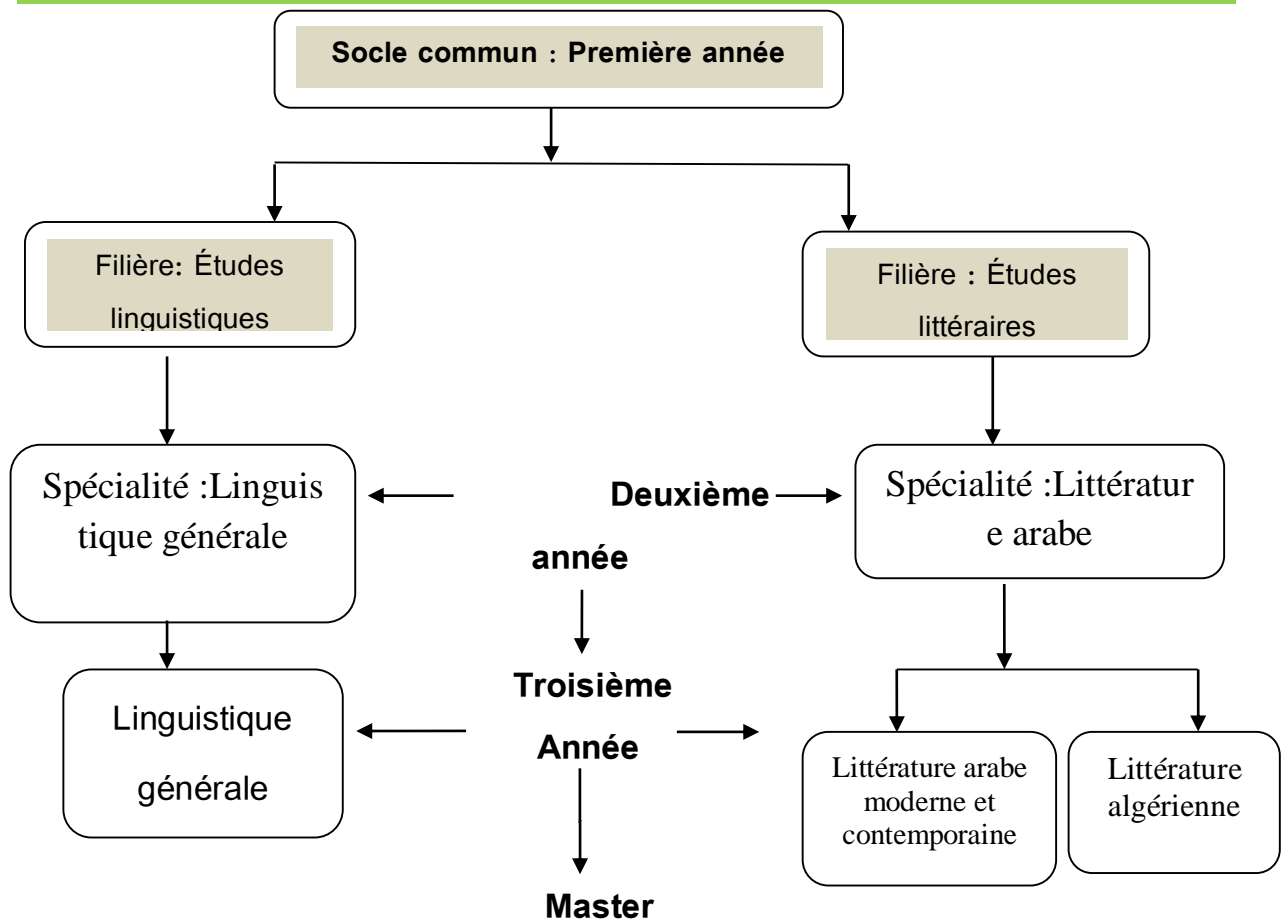 Socle commun : Première année
Filière: Études
linguistiques
Filière : Études
littéraires
Spécialité :Linguis
tique générale
Deuxième
année
Spécialité :Littératur
e arabe
Linguistique
générale
Troisième
Année
Littérature arabe
moderne et
contemporaine
Littérature
algérienne
Master